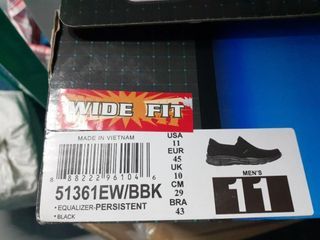 WIDE FIT
MADE IN VIETNAM
8 88222 96104 6
51361EW/BBK
• EQUALIZER-PERSISTENT
• BLACK
USA
11
EUR
45
UK
10
CM
29
BRA
43
MEN'S
11